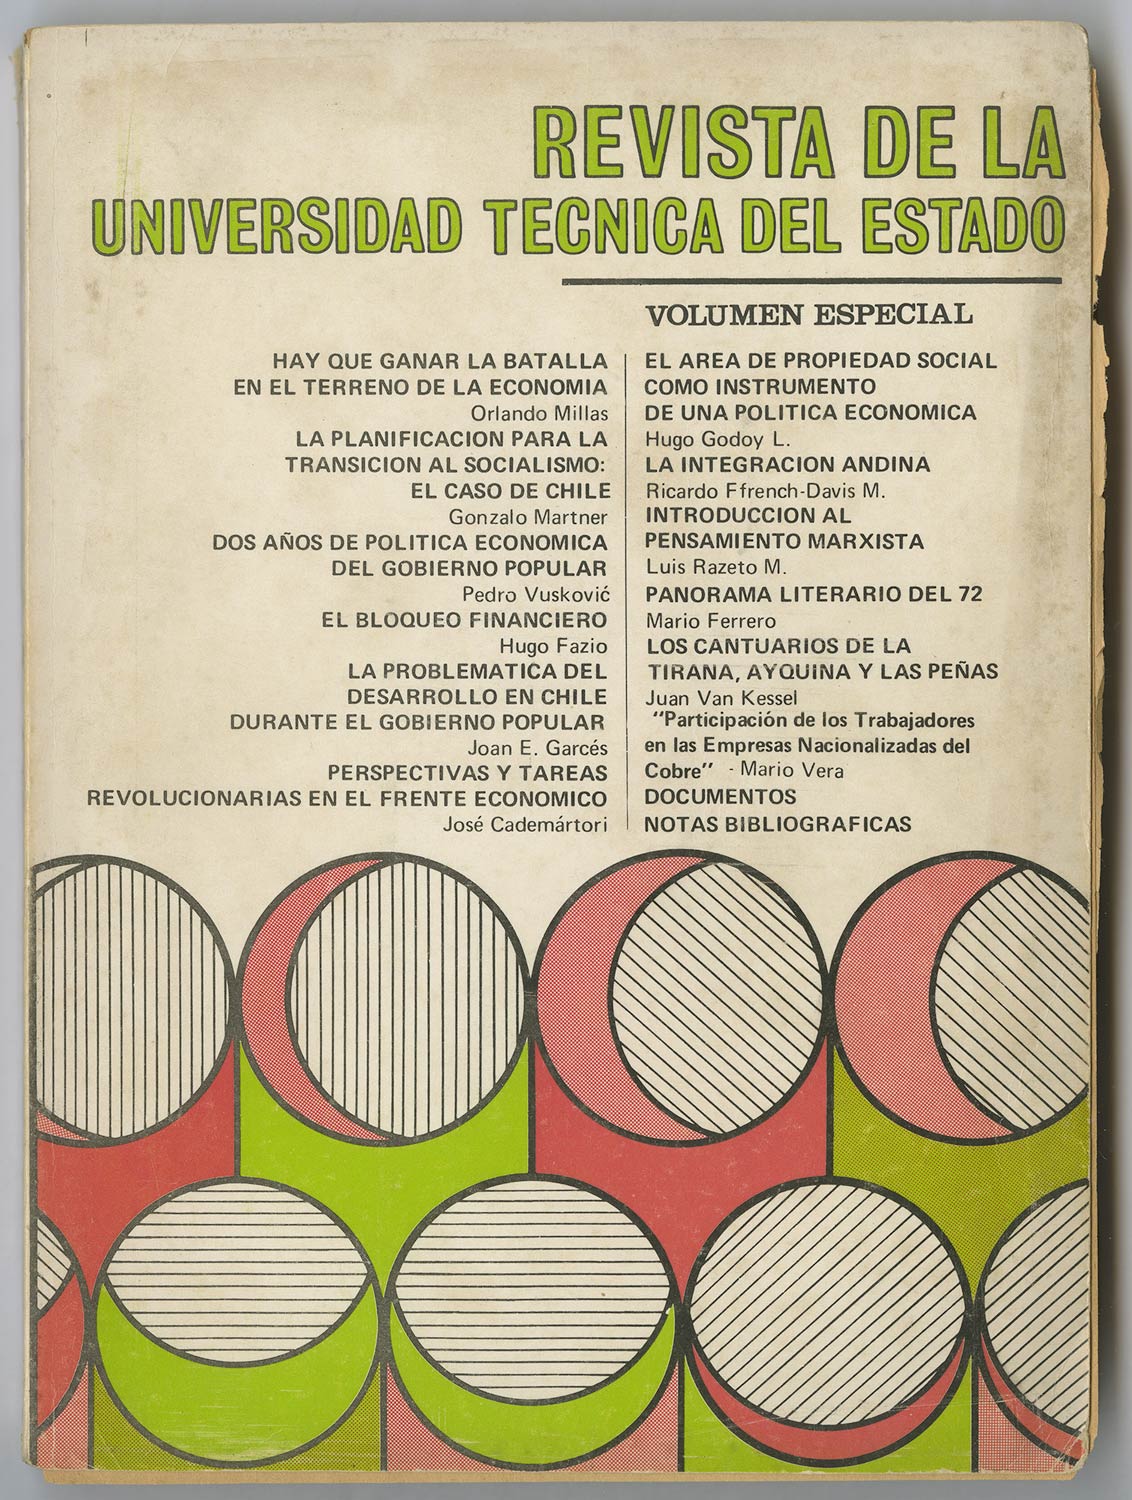 REVISTA DE LA
UNIVERSIDAD TECNICA DEL ESTADO
VOLUMEN ESPECIAL
HAY QUE GANAR LA BATALLA
EN EL TERRENO DE LA ECONOMIA
Orlando Millas
LA PLANIFICACION PARA LA
TRANSICION AL SOCIALISMO:
EL CASO DE CHILE
Gonzalo Martner
DOS AÑOS DE POLITICA ECONOMICA
DEL GOBIERNO POPULAR
Pedro Vusković
EL BLOQUEO FINANCIERO
Hugo Fazio
LA PROBLEMATICA DEL
DESARROLLO EN CHILE
DURANTE EL GOBIERNO POPULAR
Joan E. Garcés
PERSPECTIVAS Y TAREAS
REVOLUCIONARIAS EN EL FRENTE ECONOMICO
José Cademártori
EL AREA DE PROPIEDAD SOCIAL
COMO INSTRUMENTO
DE UNA POLITICA ECONOMICA
Hugo Godoy L.
LA INTEGRACION ANDINA
Ricardo Ffrench-Davis M.
INTRODUCCION AL
PENSAMIENTO MARXISTA
Luis Razeto M.
PANORAMA LITERARIO DEL 72
Mario Ferrero
LOS CANTUARIOS DE LA
TIRANA, AYQUINA Y LAS PEÑAS
Juan Van Kessel
"Participación de los Trabajadores
en las Empresas Nacionalizadas del
Cobre" - Mario Vera
DOCUMENTOS
NOTAS BIBLIOGRAFICAS